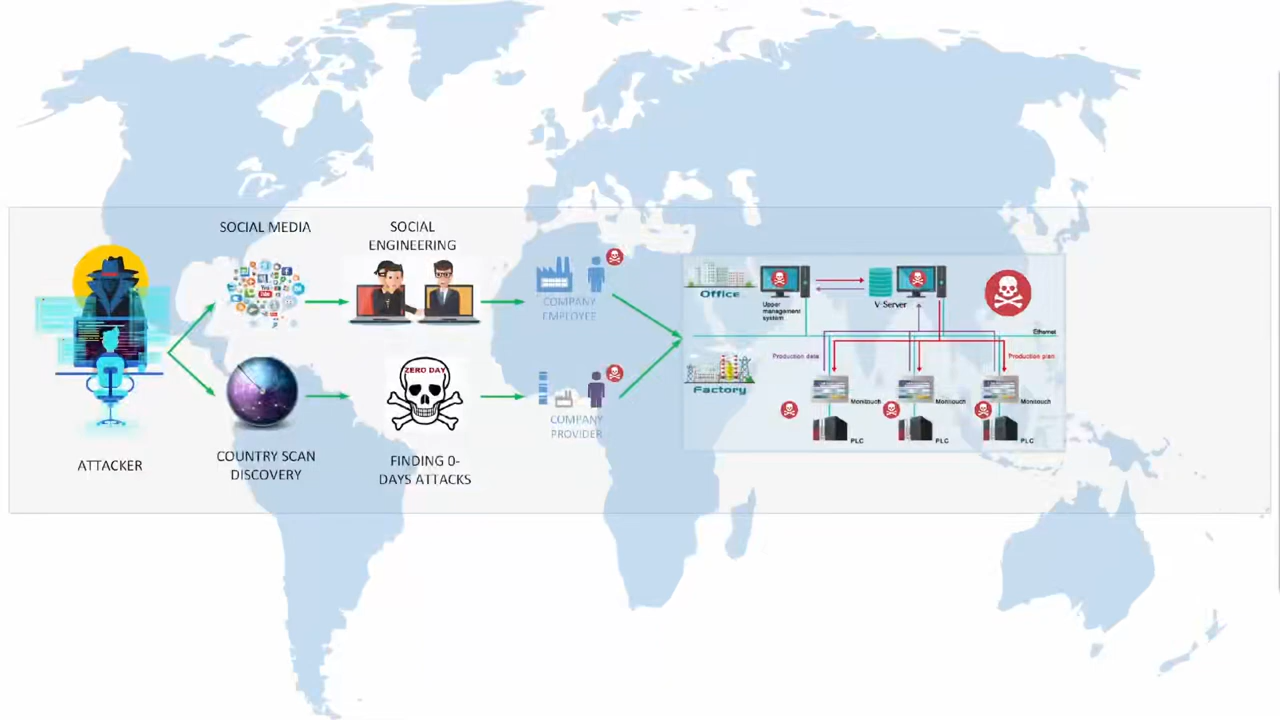 SOCIAL MEDIA
SOCIAL
ENGINEERING
COMPANY
EMPLOYEE
ATTACKER
COUNTRY SCAN
DISCOVERY
ZERO DAY
FINDING 0-
DAYS ATTACKS
COMPANY
PROVIDER
Office
Upper
management
system
V-Server
Ethernet
Production data
Production plan
Factory
Monitouch
Monitouch
Monitouch
PLC
PLC
PLC